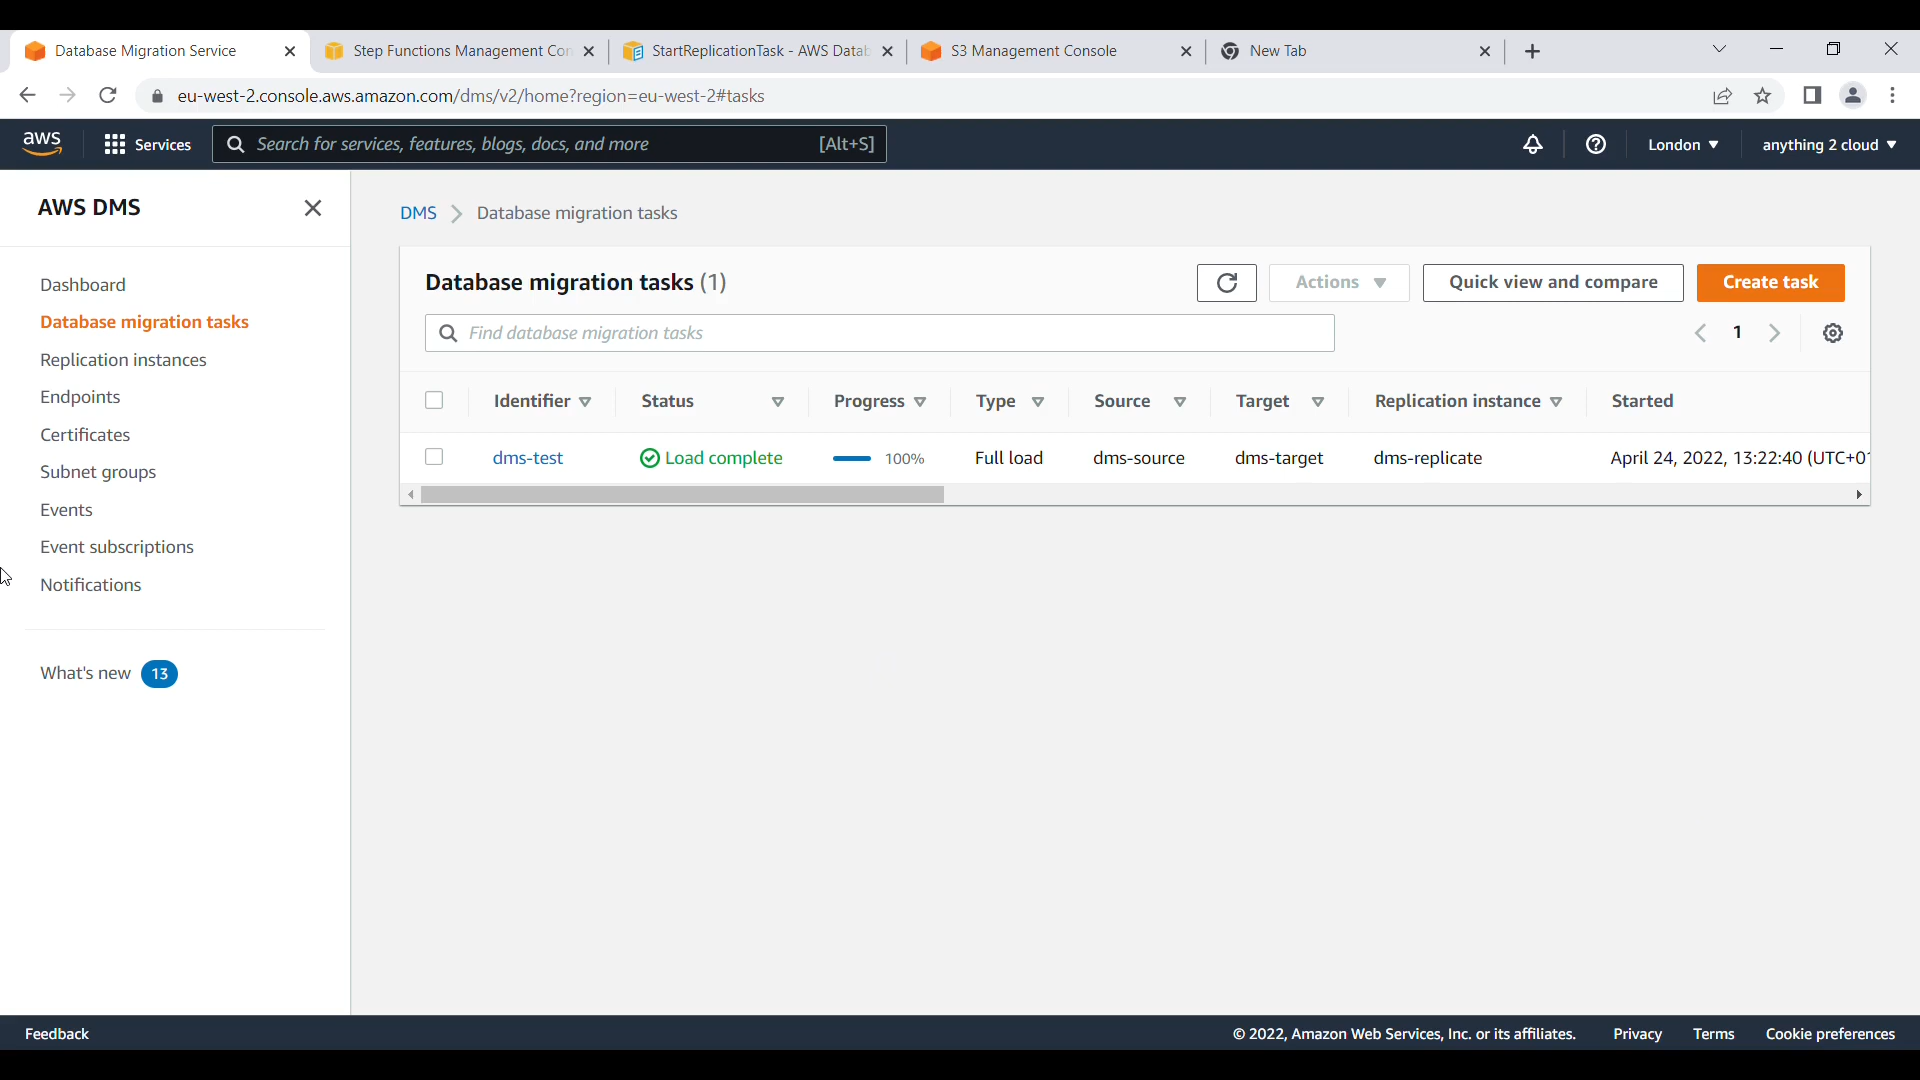 Database Migration Service
Step Functions Management Con
StartReplicationTask - AWS Datab
S3 Management Console
New Tab
eu-west-2.console.aws.amazon.com/dms/v2/home?region=eu-west-2#tasks
aws
Services
Search for services, features, blogs, docs, and more
[Alt+S]
London
anything 2 cloud
AWS DMS
Dashboard
Database migration tasks
Replication instances
Endpoints
Certificates
Subnet groups
Events
Event subscriptions
Notifications
What's new 13
DMS
Database migration tasks
Database migration tasks (1)
Actions
Quick view and compare
Create task
Find database migration tasks
1
Identifier
Status
Progress
Type
Source
Target
Replication instance
Started
dms-test
Load complete
100%
Full load
dms-source
dms-target
dms-replicate
April 24, 2022, 13:22:40 (UTC+01
Feedback
© 2022, Amazon Web Services, Inc. or its affiliates.
Privacy
Terms
Cookie preferences